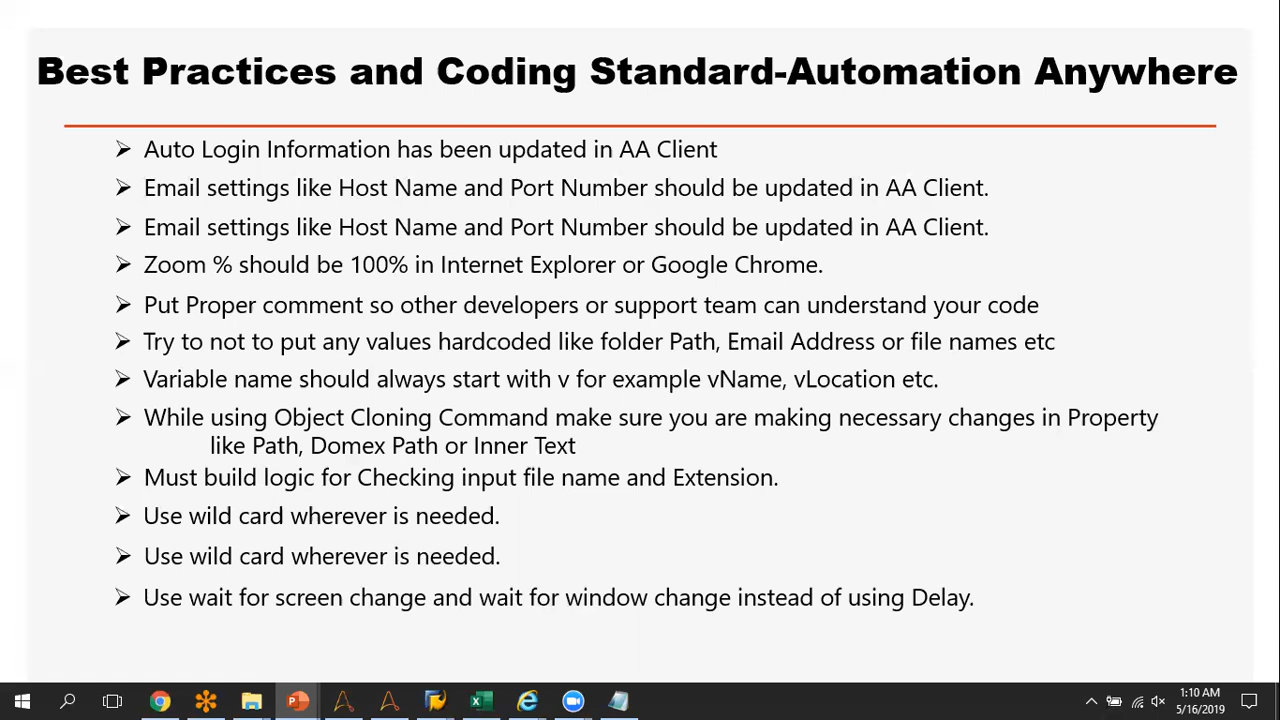 Best Practices and Coding Standard-Automation Anywhere
➢ Auto Login Information has been updated in AA Client
➢ Email settings like Host Name and Port Number should be updated in AA Client.
➢ Email settings like Host Name and Port Number should be updated in AA Client.
➢ Zoom % should be 100% in Internet Explorer or Google Chrome.
➢ Put Proper comment so other developers or support team can understand your code
➢ Try to not to put any values hardcoded like folder Path, Email Address or file names etc
➢ Variable name should always start with v for example vName, vLocation etc.
➢ While using Object Cloning Command make sure you are making necessary changes in Property
like Path, Domex Path or Inner Text
➢ Must build logic for Checking input file name and Extension.
➢ Use wild card wherever is needed.
➢ Use wild card wherever is needed.
➢ Use wait for screen change and wait for window change instead of using Delay.
1:10 AM
5/16/2019